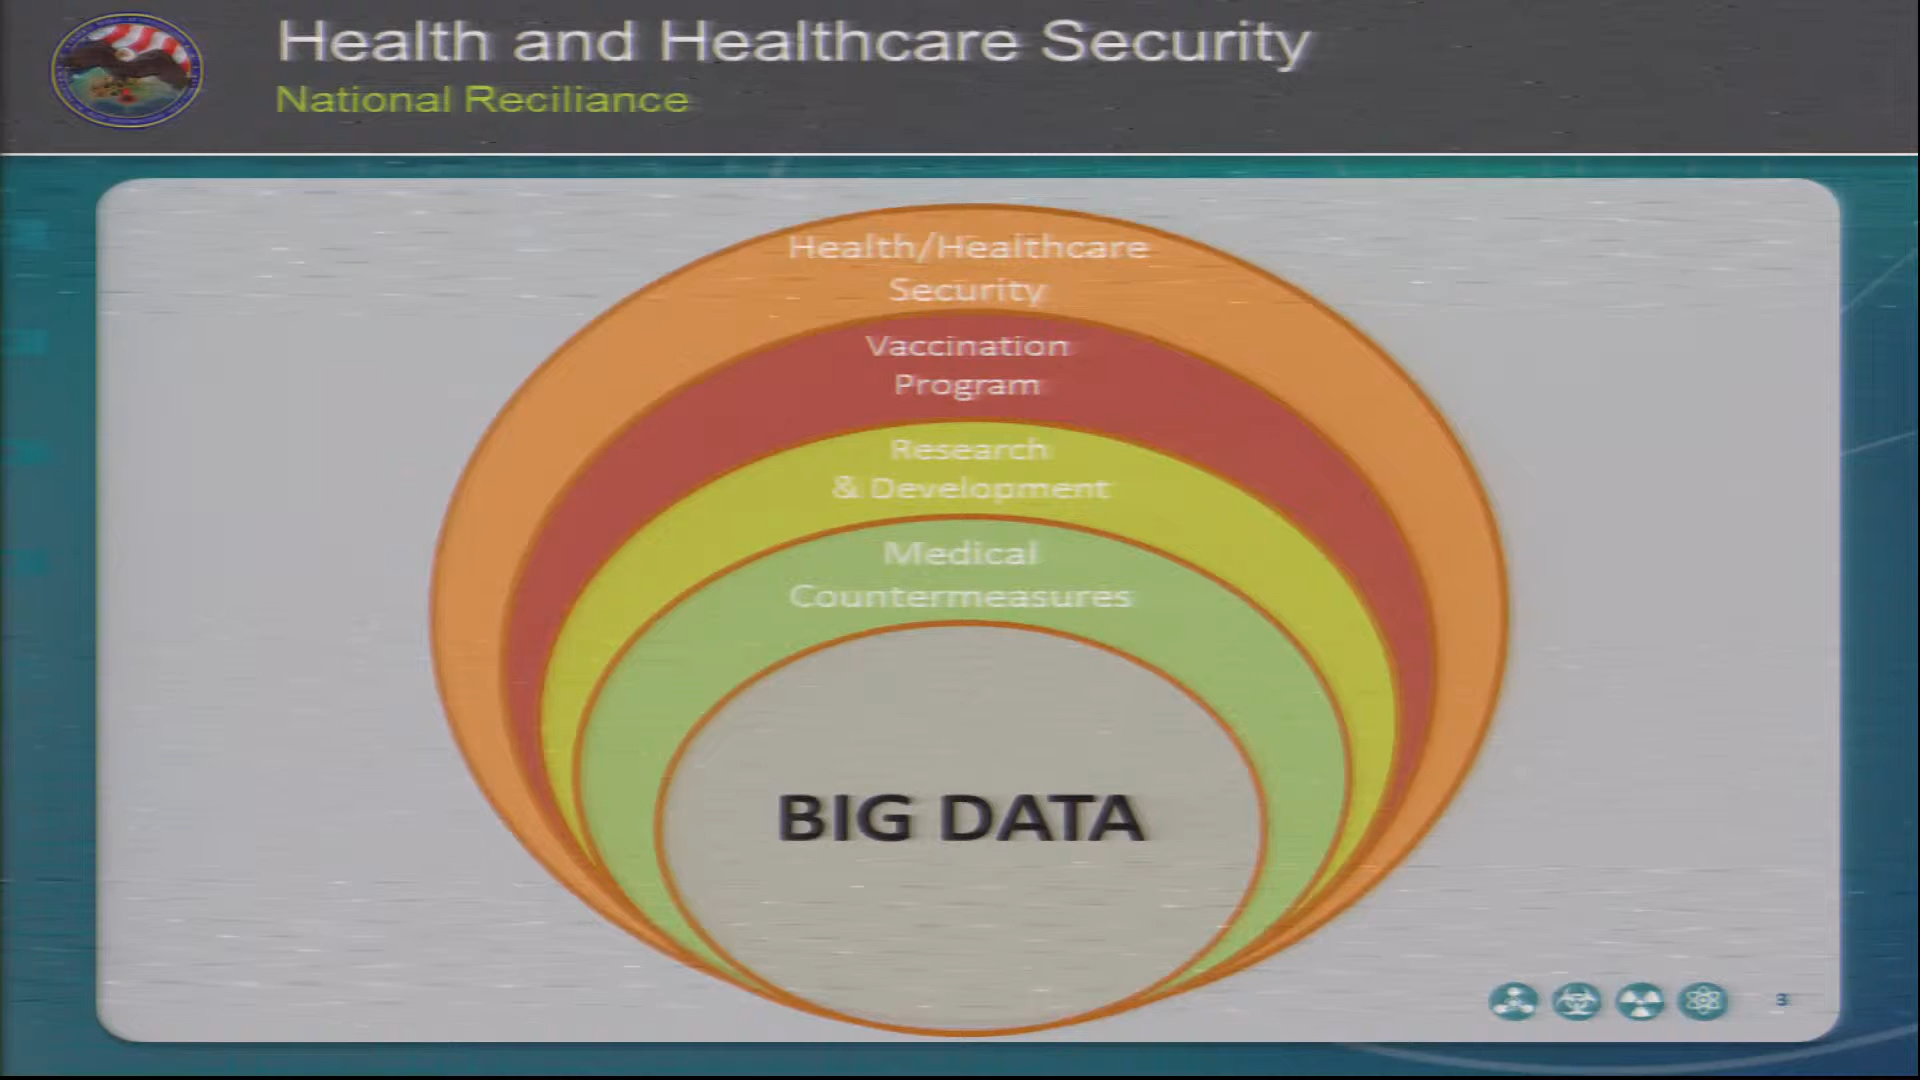 Health and Healthcare Security
National Reciliance
Health/Healthcare
Security
Vaccination
Program
Research
& Development
Medical
Countermeasures
BIG DATA
3